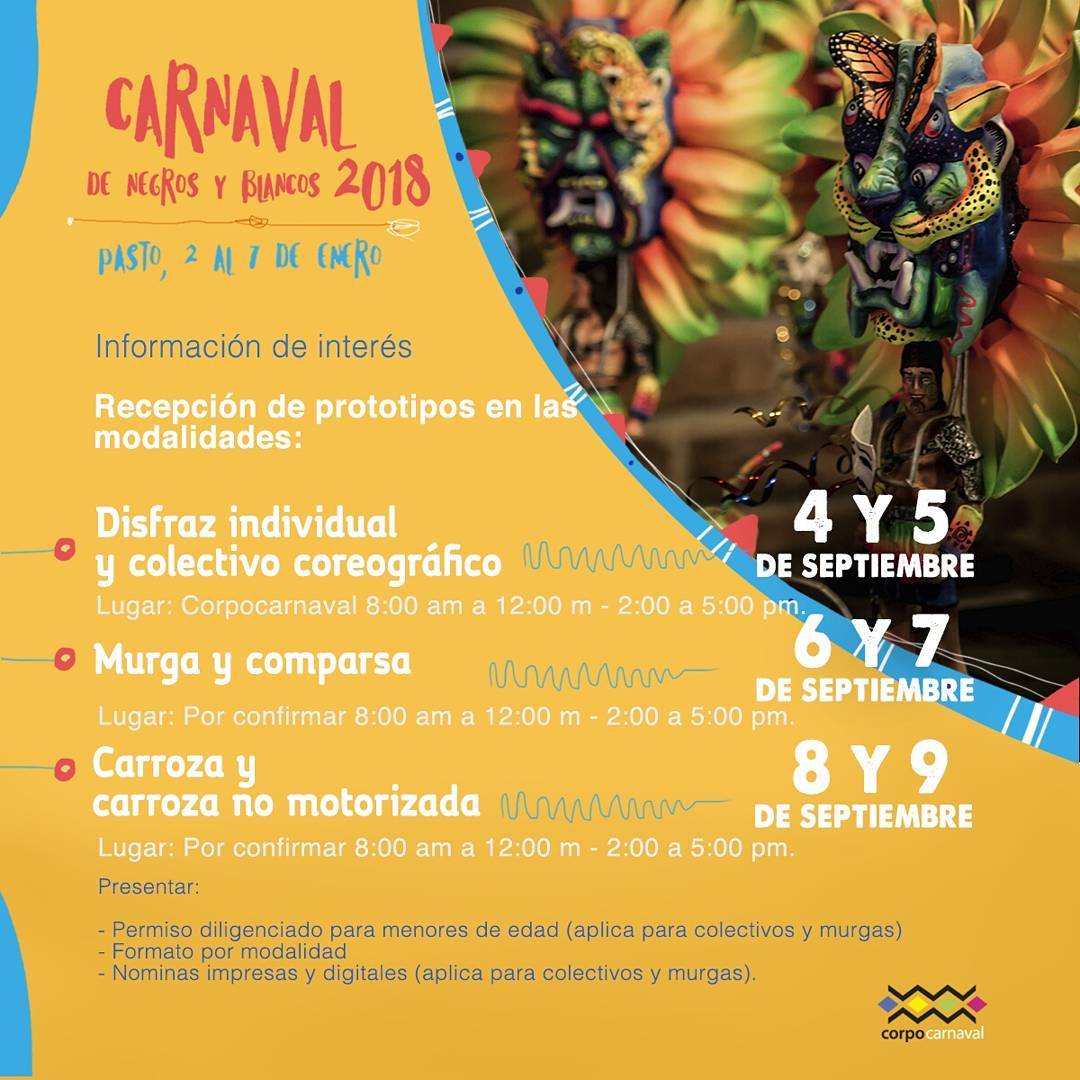 CARNAVAL
DE NEGROS Y BLANCOS 2018
PASTO, 2 AL 7 DE ENERO
Información de interés
Recepción de prototipos en las
modalidades:
Disfraz individual
y colectivo coreográfico
4 Y 5
DE SEPTIEMBRE
Lugar: Corpocarnaval 8:00 am a 12:00 m - 2:00 a 5:00 pm.
Murga y comparsa
6 Y 7
DE SEPTIEMBRE
Lugar: Por confirmar 8:00 am a 12:00 m - 2:00 a 5:00 pm.
Carroza y
carroza no motorizada
8 Y 9
DE SEPTIEMBRE
Lugar: Por confirmar 8:00 am a 12:00 m - 2:00 a 5:00 pm.
Presentar:
- Permiso diligenciado para menores de edad (aplica para colectivos y murgas)
- Formato por modalidad
- Nominas impresas y digitales (aplica para colectivos y murgas).
corpocarnaval